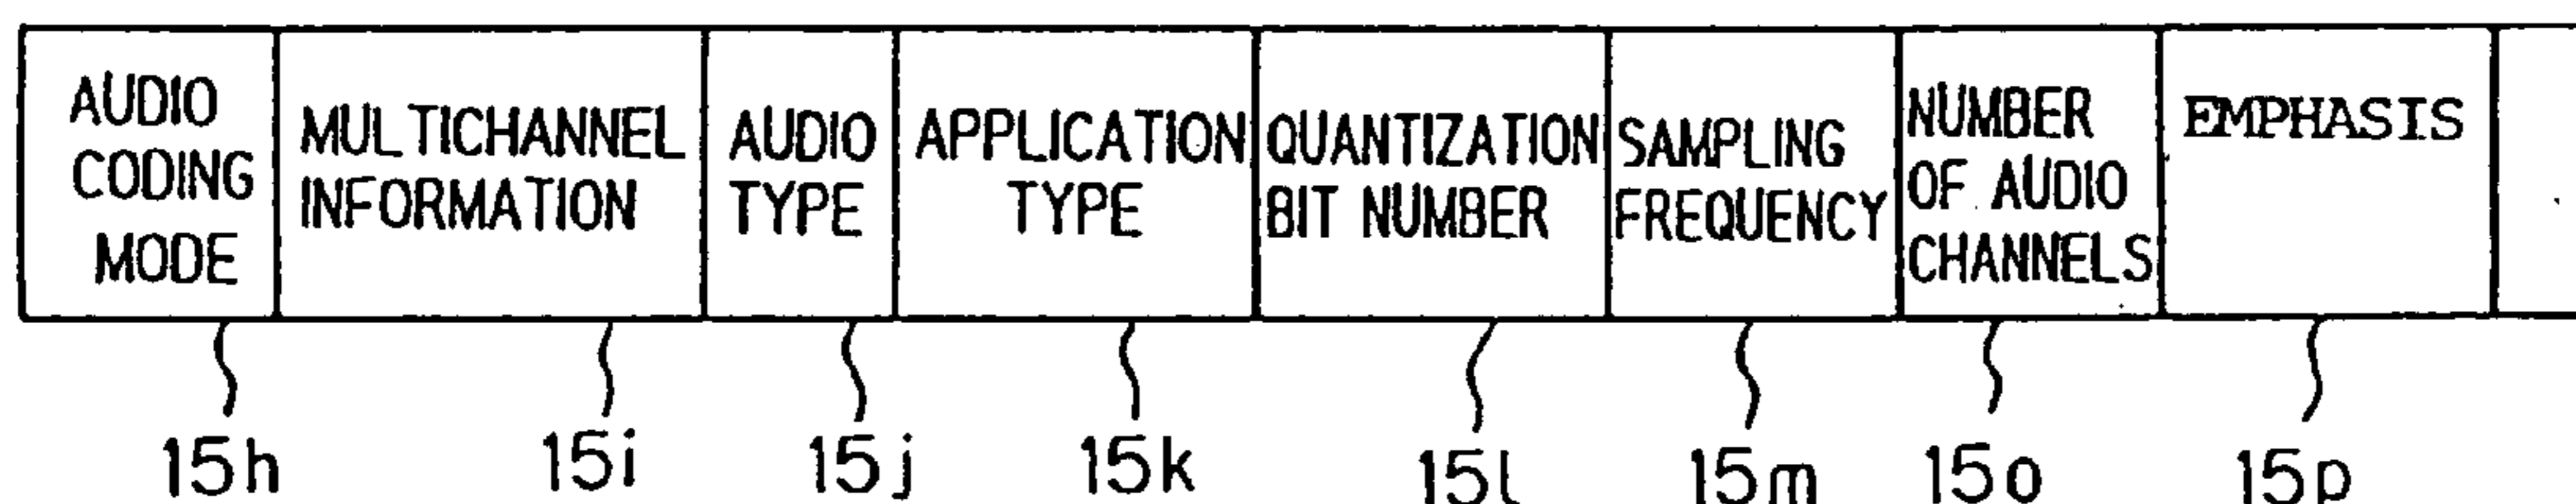 AUDIO
CODING
MODE
MULTICHANNEL
INFORMATION
AUDIO
TYPE
APPLICATION
TYPE
QUANTIZATION
BIT NUMBER
SAMPLING
FREQUENCY
NUMBER
OF AUDIO
CHANNELS
EMPHASIS
15h
15i
15j
15k
15l
15m
15o
15p